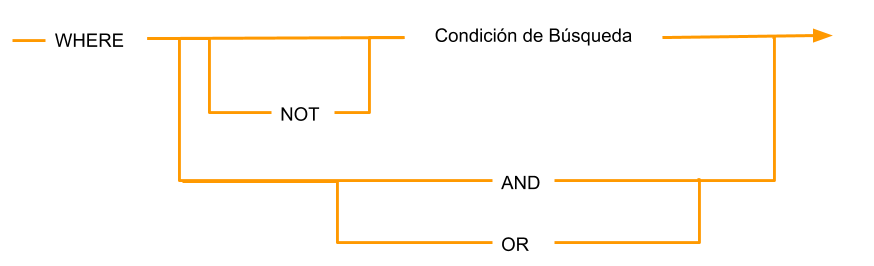 WHERE
Condición de Búsqueda
NOT
AND
OR